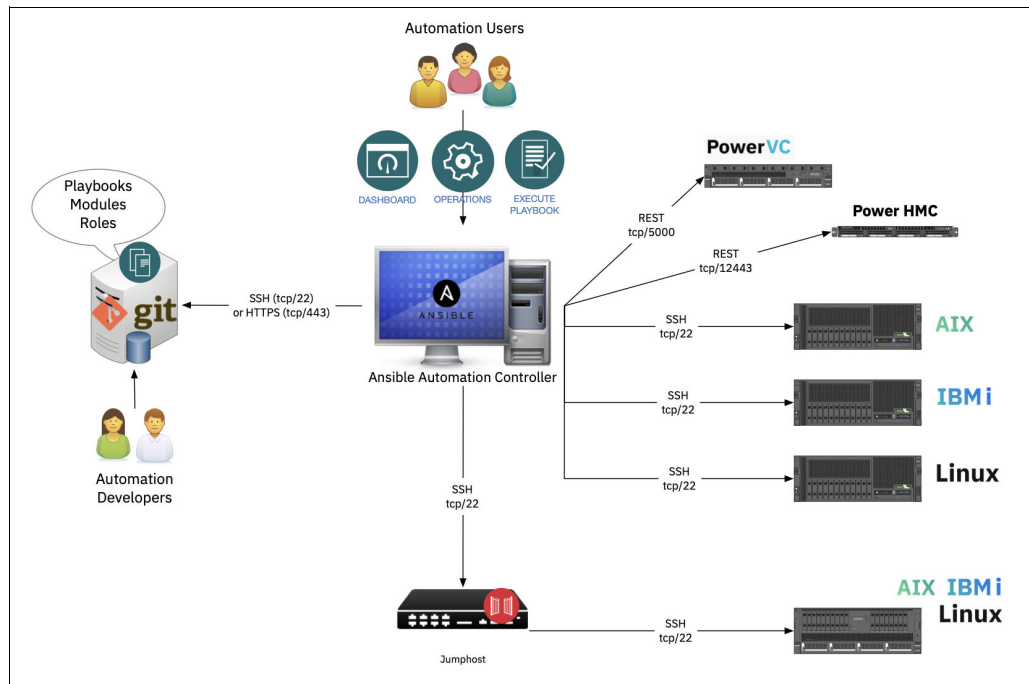 Automation Users
DASHBOARD
OPERATIONS
EXECUTE
PLAYBOOK
PowerVC
Power HMC
REST
tcp/5000
REST
tcp/12443
Playbooks
Modules
Roles
git
SSH (tcp/22)
or HTTPS (tcp/443)
ANSIBLE
Ansible Automation Controller
SSH
tcp/22
AIX
SSH
tcp/22
IBM i
SSH
tcp/22
Linux
Automation
Developers
SSH
tcp/22
Jumphost
SSH
tcp/22
AIX IBM i
Linux